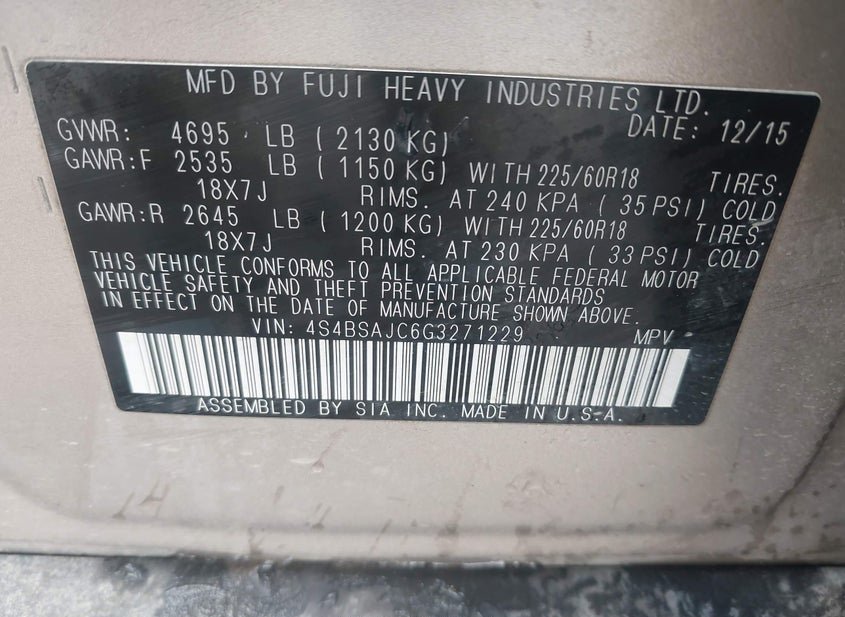 MFD BY FUJI HEAVY INDUSTRIES LTD.
DATE: 12/15
GVWR: 4695 LB ( 2130 KG)
GAWR:F 2535 LB ( 1150 KG) WITH 225/60R18 TIRES.
18X7J RIMS. AT 240 KPA ( 35 PSI) COLD
GAWR:R 2645 LB ( 1200 KG) WITH 225/60R18 TIRES.
18X7J RIMS. AT 230 KPA ( 33 PSI) COLD
THIS VEHICLE CONFORMS TO ALL APPLICABLE FEDERAL MOTOR
VEHICLE SAFETY AND THEFT PREVENTION STANDARDS
IN EFFECT ON THE DATE OF MANUFACTURE SHOWN ABOVE.
VIN: 4S4BSAJC6G3271229 MPV
ASSEMBLED BY SIA INC. MADE IN U.S.A.